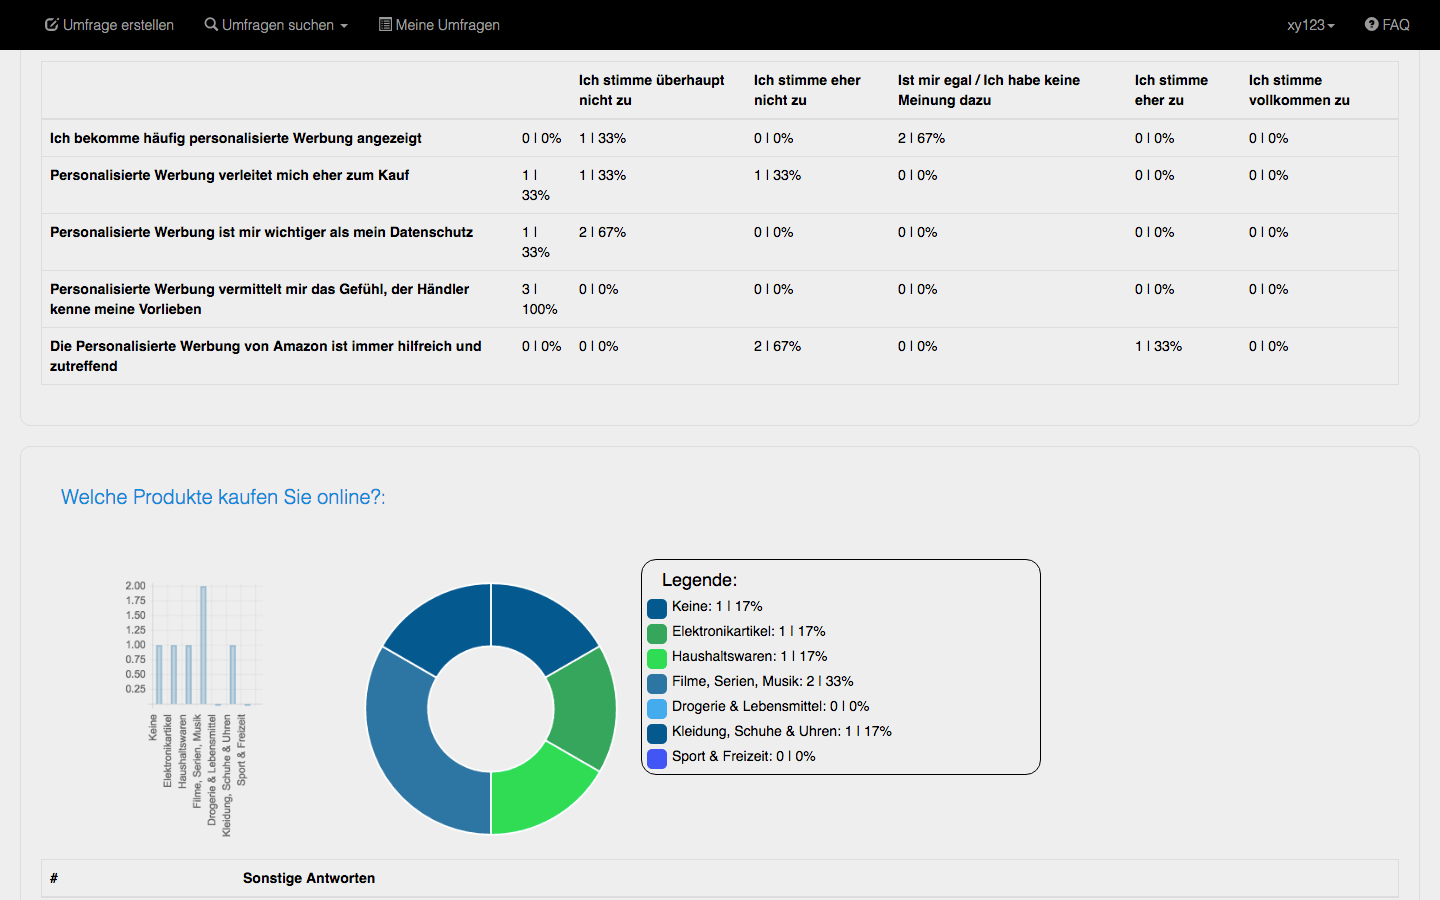 Umfrage erstellen Umfragen suchen Meine Umfragen xy123 FAQ
Ich stimme überhaupt nicht zu Ich stimme eher nicht zu Ist mir egal / Ich habe keine Meinung dazu Ich stimme eher zu Ich stimme vollkommen zu
Ich bekomme häufig personalisierte Werbung angezeigt 0 | 0% 1 | 33% 0 | 0% 2 | 67% 0 | 0% 0 | 0%
Personalisierte Werbung verleitet mich eher zum Kauf 1 | 33% 1 | 33% 1 | 33% 0 | 0% 0 | 0% 0 | 0%
Personalisierte Werbung ist mir wichtiger als mein Datenschutz 1 | 33% 2 | 67% 0 | 0% 0 | 0% 0 | 0% 0 | 0%
Personalisierte Werbung vermittelt mir das Gefühl, der Händler kenne meine Vorlieben 3 | 100% 0 | 0% 0 | 0% 0 | 0% 0 | 0% 0 | 0%
Die Personalisierte Werbung von Amazon ist immer hilfreich und zutreffend 0 | 0% 0 | 0% 2 | 67% 0 | 0% 1 | 33% 0 | 0%
Welche Produkte kaufen Sie online?:
2.00
1.75
1.50
1.25
1.00
0.75
0.50
0.25
Keine
Elektronikartikel
Haushaltswaren
Filme, Serien, Musik
Drogerie & Lebensmittel
Kleidung, Schuhe & Uhren
Sport & Freizeit
Legende:
Keine: 1 | 17%
Elektronikartikel: 1 | 17%
Haushaltswaren: 1 | 17%
Filme, Serien, Musik: 2 | 33%
Drogerie & Lebensmittel: 0 | 0%
Kleidung, Schuhe & Uhren: 1 | 17%
Sport & Freizeit: 0 | 0%
# Sonstige Antworten